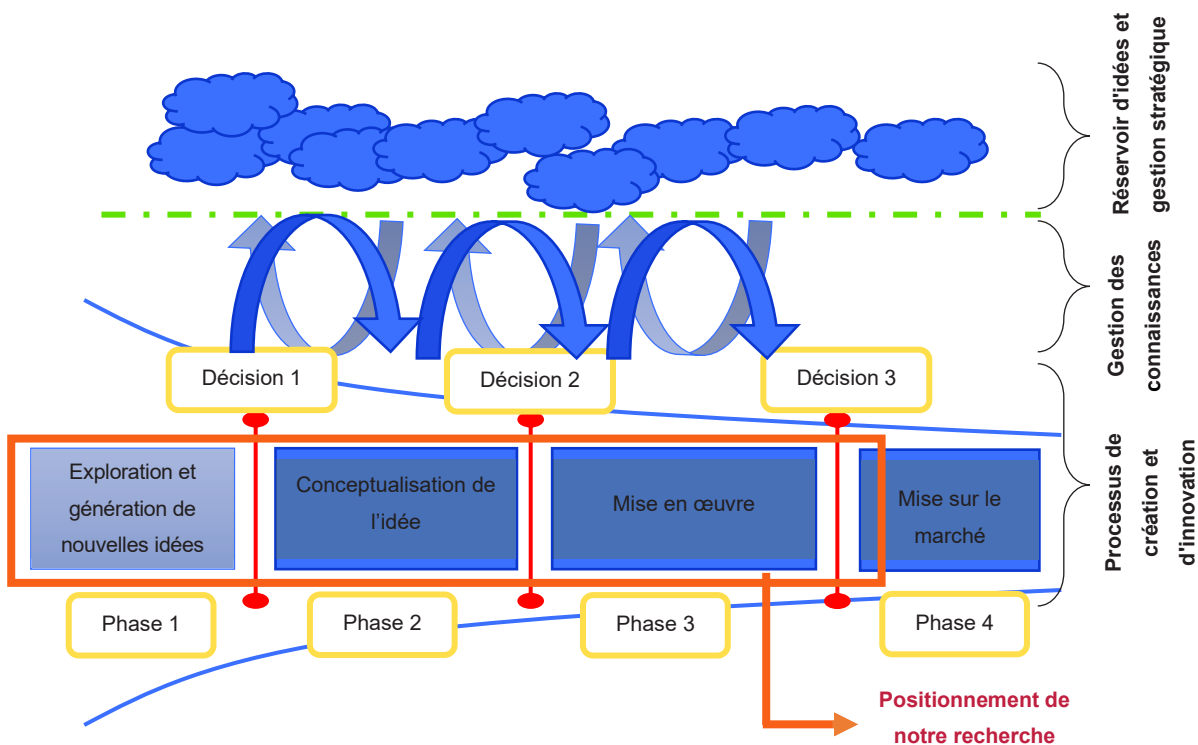 Réservoir d'idées et
gestion stratégique
Gestion des
connaissances
Processus de
création et
d'innovation
Décision 1
Décision 2
Décision 3
Exploration et
génération de
nouvelles idées
Conceptualisation de
l'idée
Mise en œuvre
Mise sur le
marché
Phase 1
Phase 2
Phase 3
Phase 4
Positionnement de
notre recherche